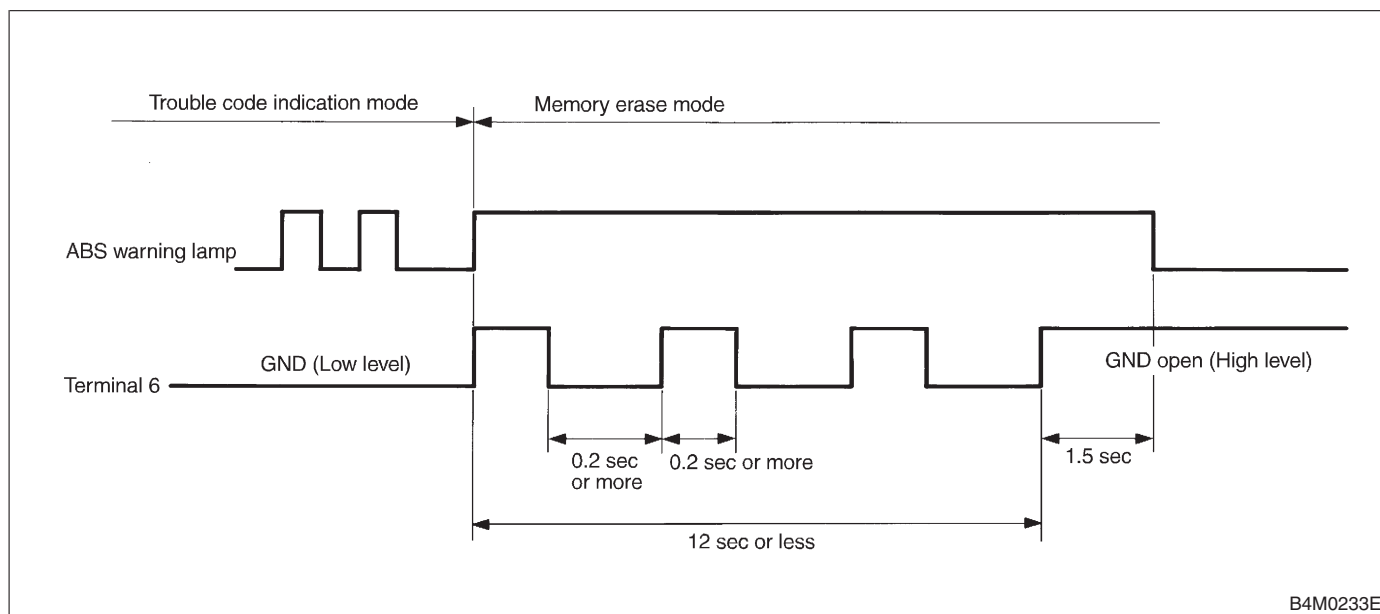 Trouble code indication mode
Memory erase mode
ABS warning lamp
GND (Low level)
GND open (High level)
Terminal 6
0.2 sec
or more
0.2 sec or more
1.5 sec
12 sec or less
B4M0233E